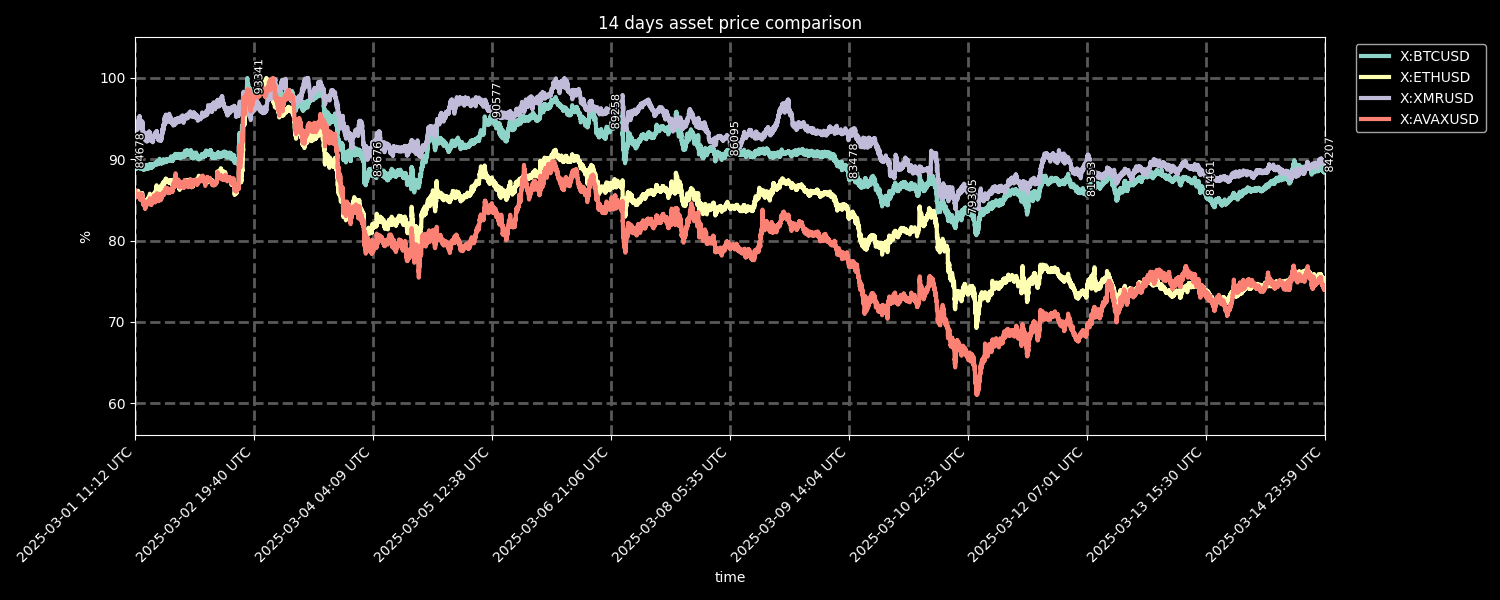 14 days asset price comparison
X:BTCUSD
X:ETHUSD
X:XMRUSD
X:AVAXUSD
%
100
90
80
70
60
84678
93341
83676
90577
89258
86095
83478
79305
81353
81461
84207
2025-03-01 11:12 UTC
2025-03-02 19:40 UTC
2025-03-04 04:09 UTC
2025-03-05 12:38 UTC
2025-03-06 21:06 UTC
2025-03-08 05:35 UTC
2025-03-09 14:04 UTC
2025-03-10 22:32 UTC
2025-03-12 07:01 UTC
2025-03-13 15:30 UTC
2025-03-14 23:59 UTC
time